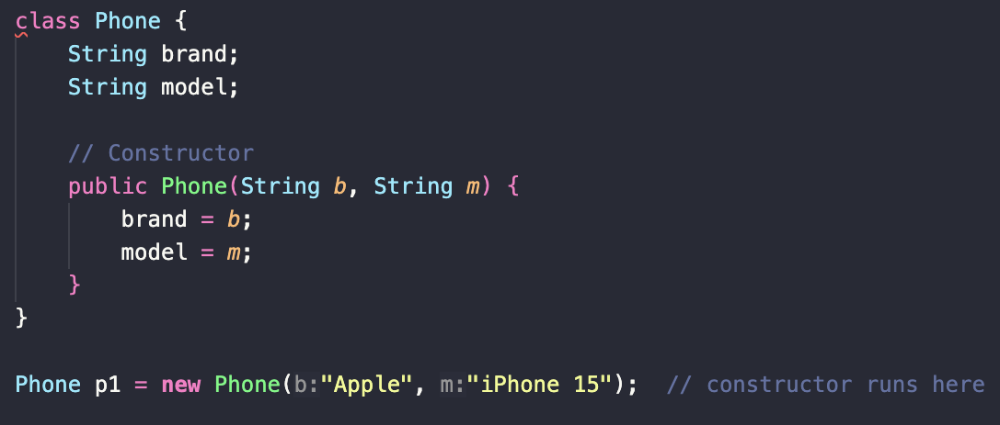 class Phone {
    String brand;
    String model;

    // Constructor
    public Phone(String b, String m) {
        brand = b;
        model = m;
    }
}

Phone p1 = new Phone(b:"Apple", m:"iPhone 15");  // constructor runs here